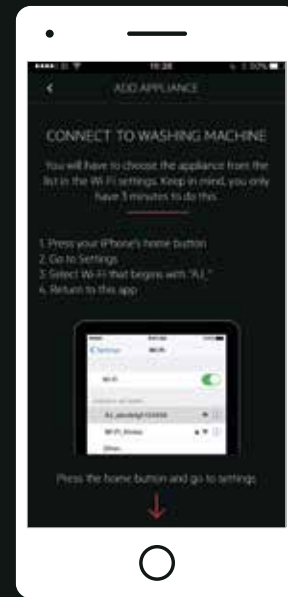 ADD APPLIANCE
CONNECT TO WASHING MACHINE
You will have to choose the appliance from the
list in the Wi-Fi settings. Keep in mind, you only
have 3 minutes to do this.
1. Press your iPhone's home button
2. Go to Settings
3. Select Wi-Fi that begins with "AJ_"
4. Return to this app
Settings Wi-Fi
Wi-Fi
Other...
Press the home button and go to settings